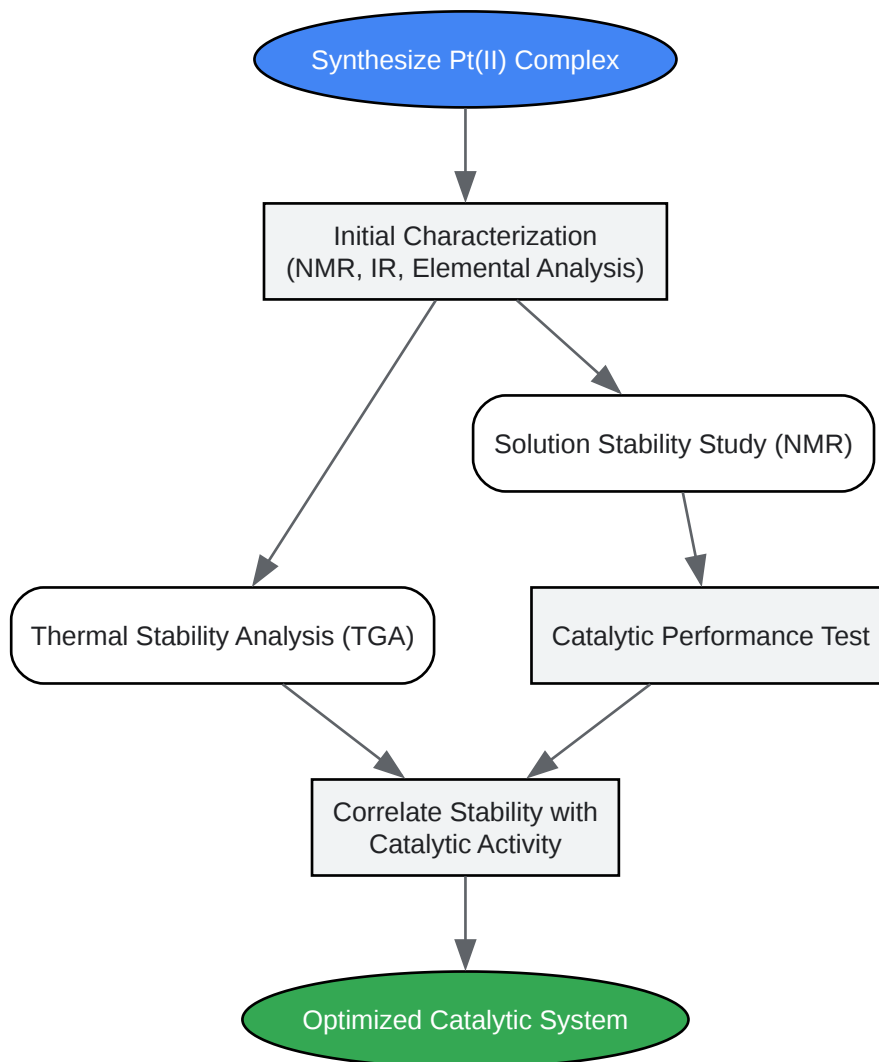 Synthesize Pt(II) Complex
Initial Characterization
(NMR, IR, Elemental Analysis)
Solution Stability Study (NMR)
Thermal Stability Analysis (TGA)
Catalytic Performance Test
Correlate Stability with
Catalytic Activity
Optimized Catalytic System